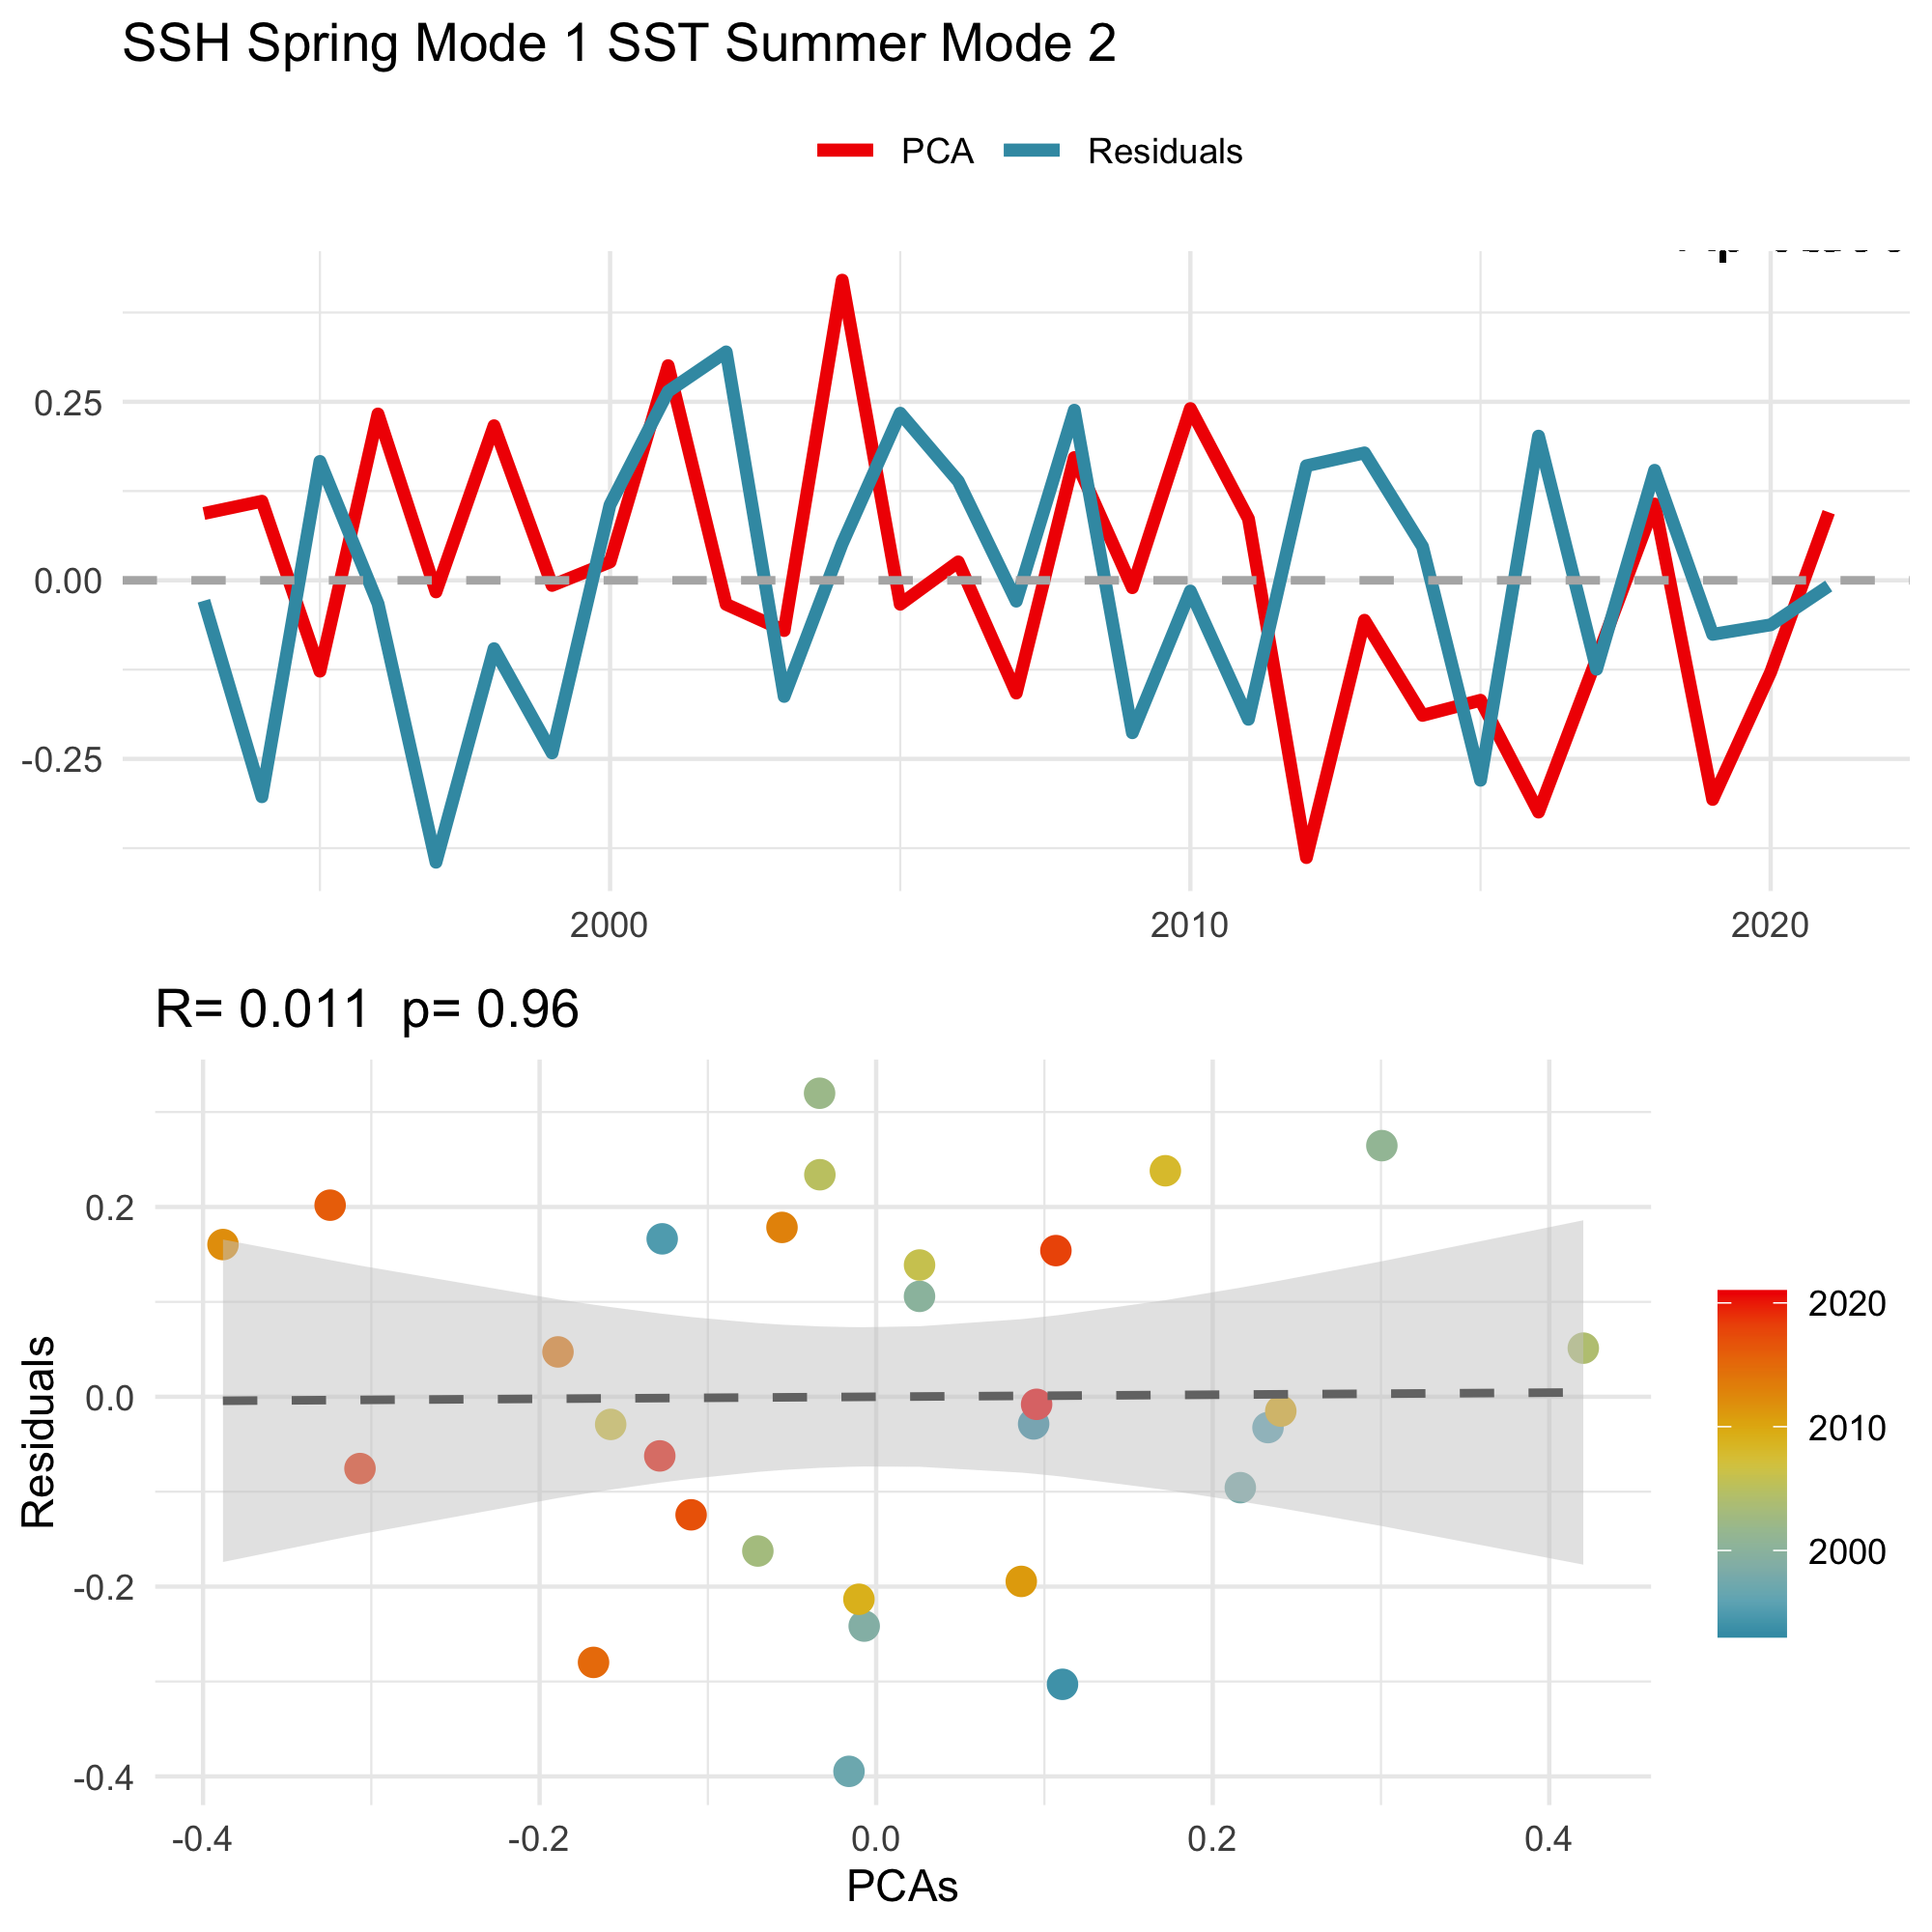 SSH Spring Mode 1 SST Summer Mode 2
PCA Residuals
0.25
0.00
-0.25
2000 2010 2020
R= 0.011 p= 0.96
Residuals
0.2
0.0
-0.2
-0.4
-0.4 -0.2 0.0 0.2 0.4
PCAs
2020
2010
2000